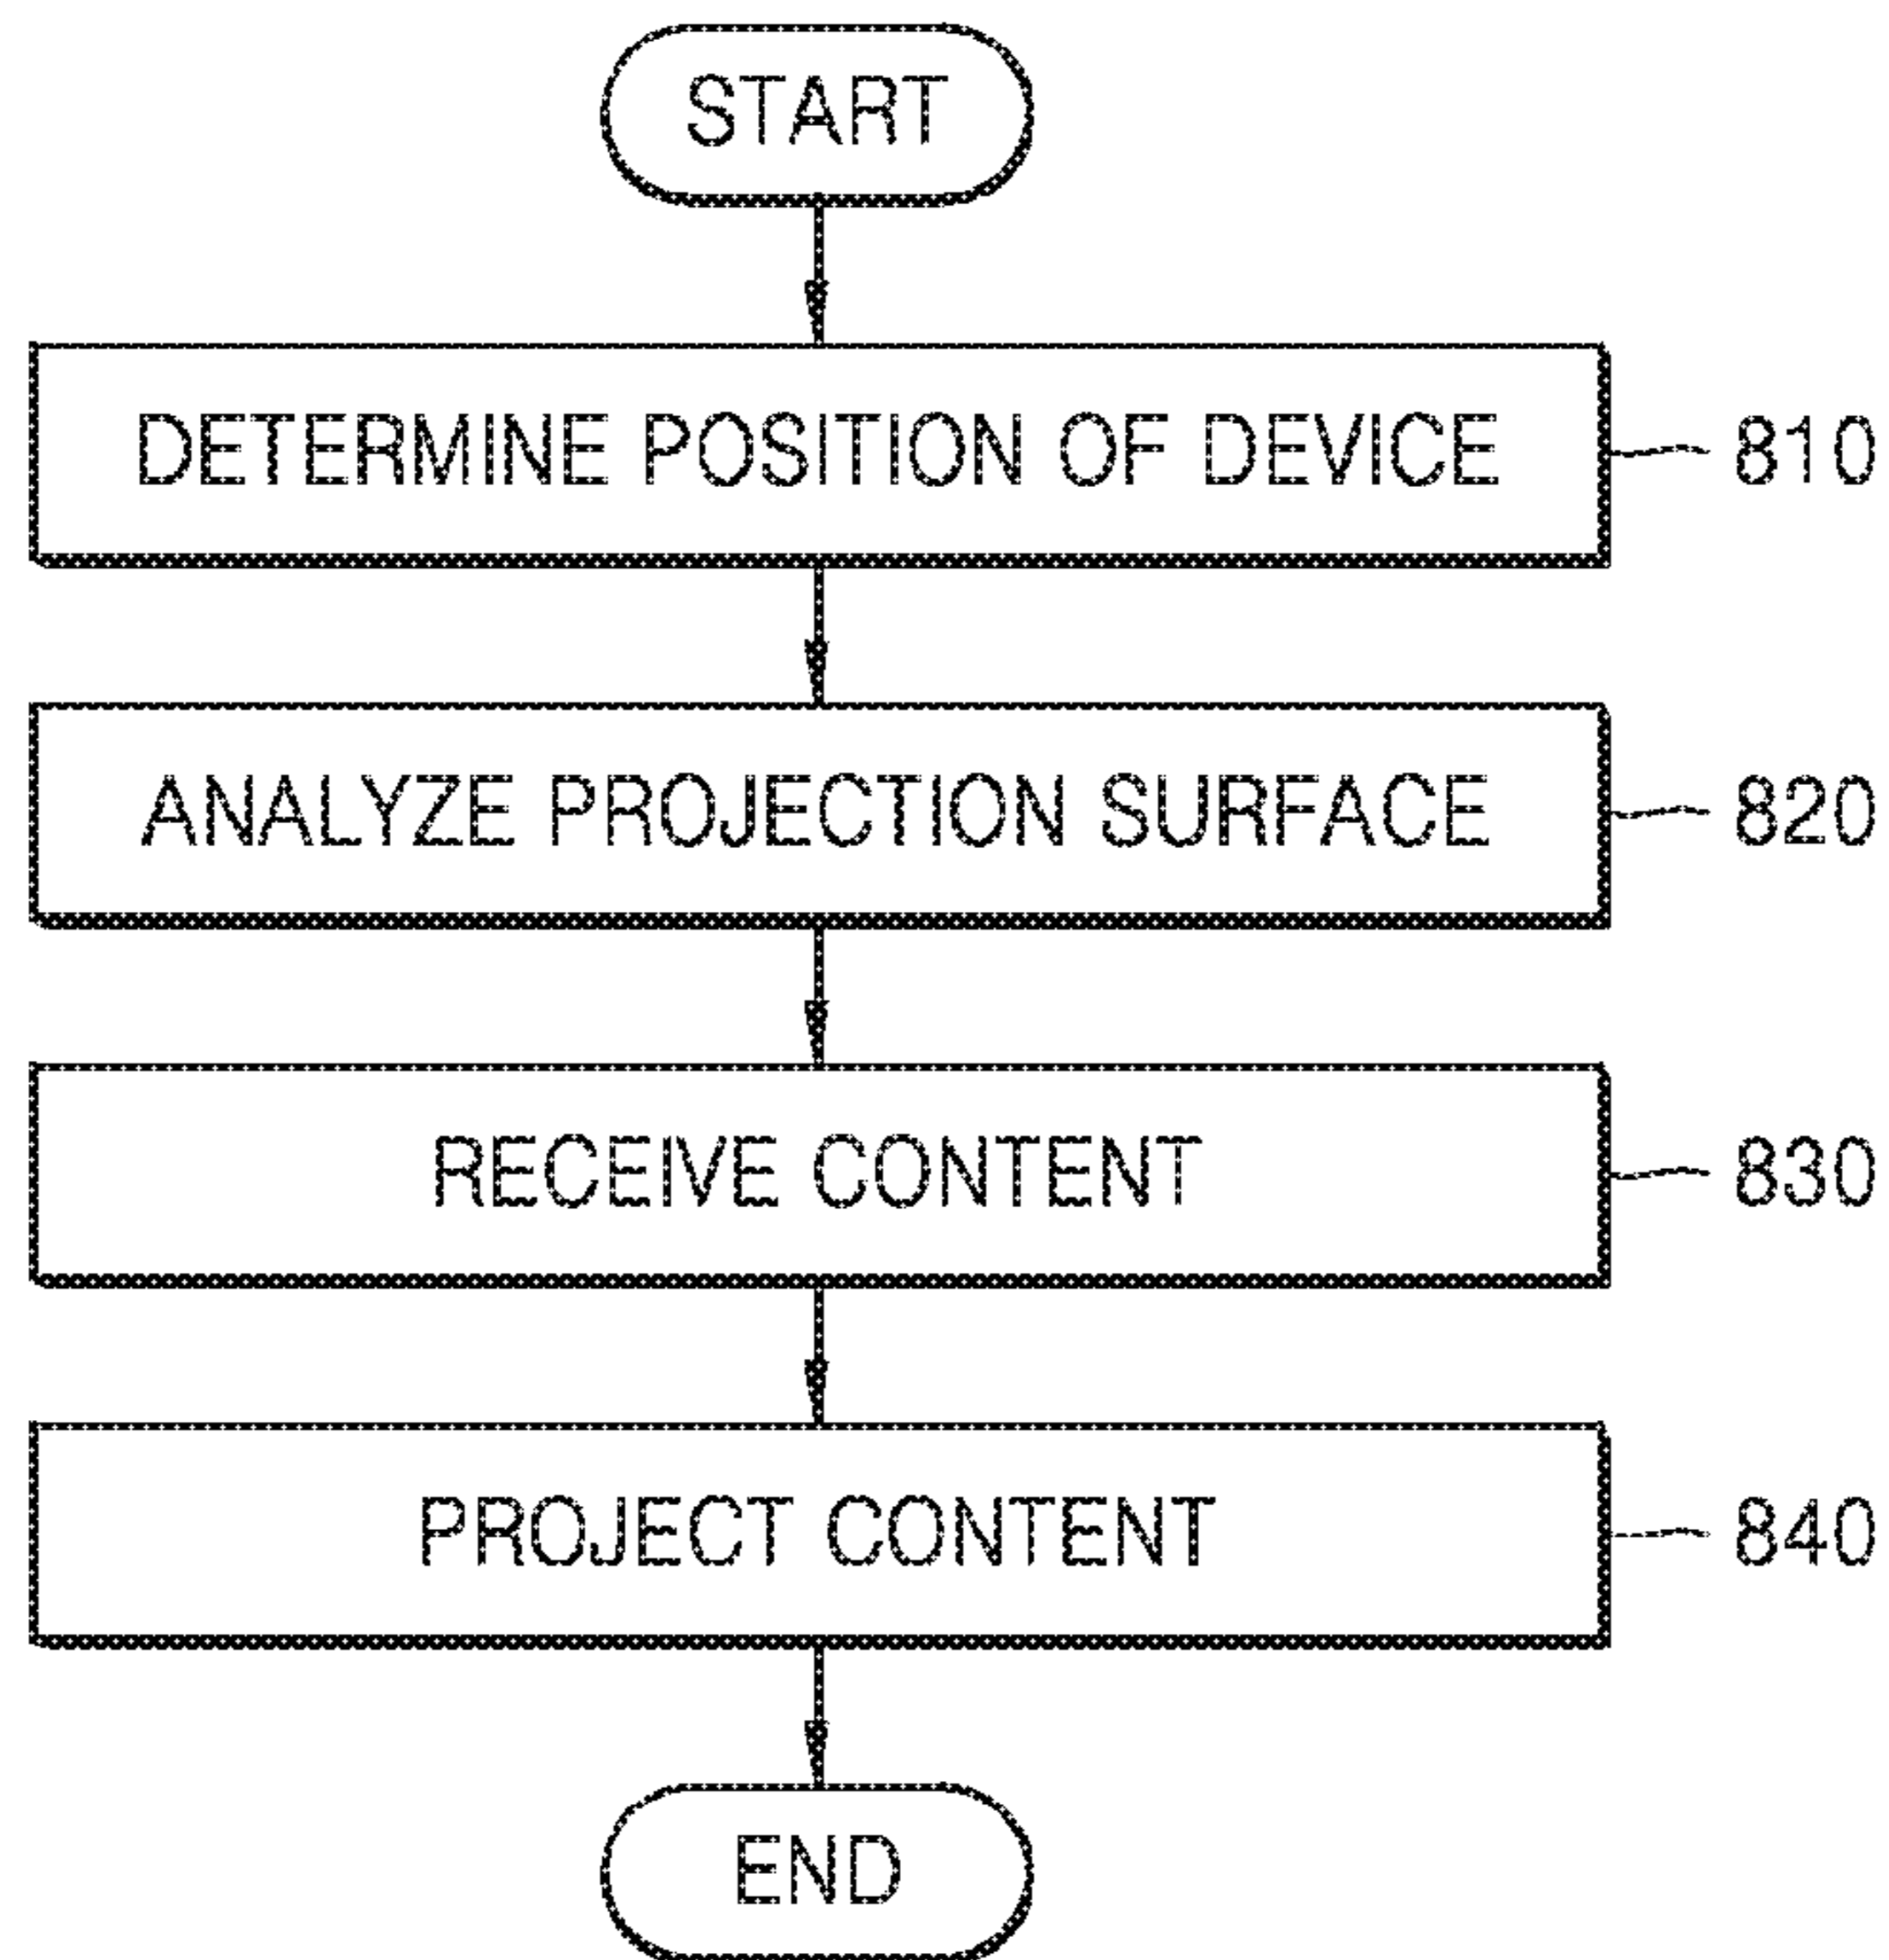 START
DETERMINE POSITION OF DEVICE
810
ANALYZE PROJECTION SURFACE
820
RECEIVE CONTENT
830
PROJECT CONTENT
840
END